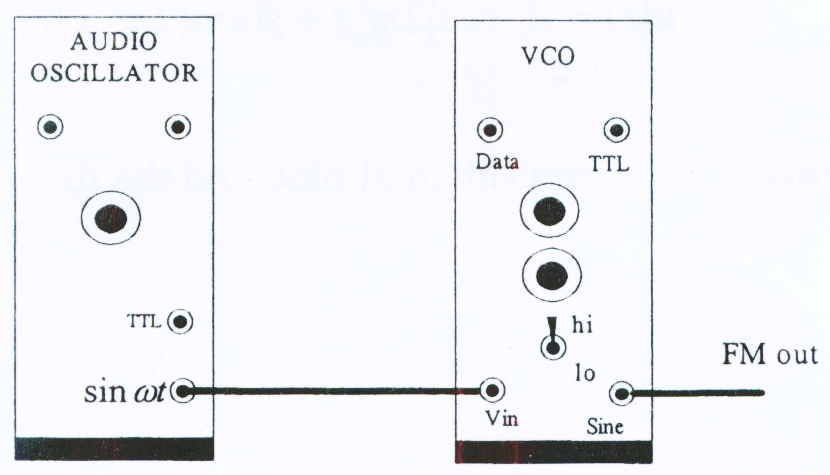 AUDIO
OSCILLATOR
TTL
sin ωt
VCO
Data TTL
hi
lo
Vin
Sine
FM out